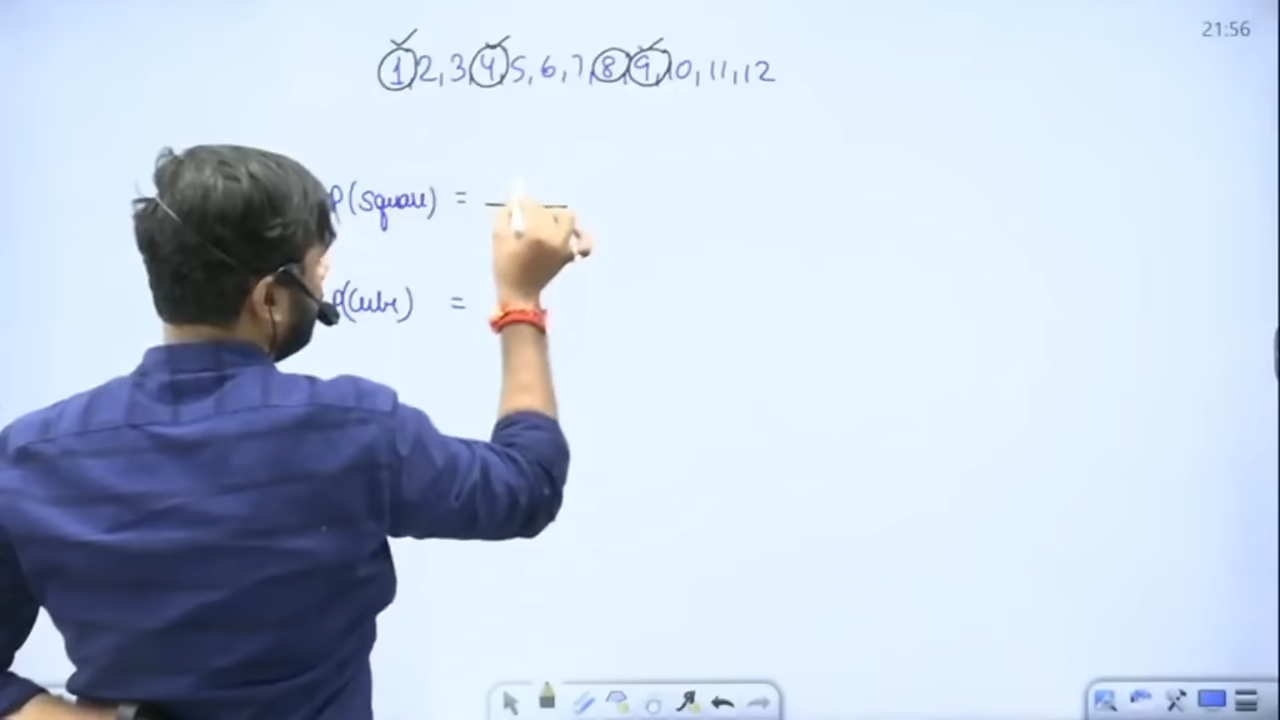 21:56
1, 2, 3, 4, 5, 6, 7, 8, 9, 10, 11, 12
P(square) =
P(cube) =